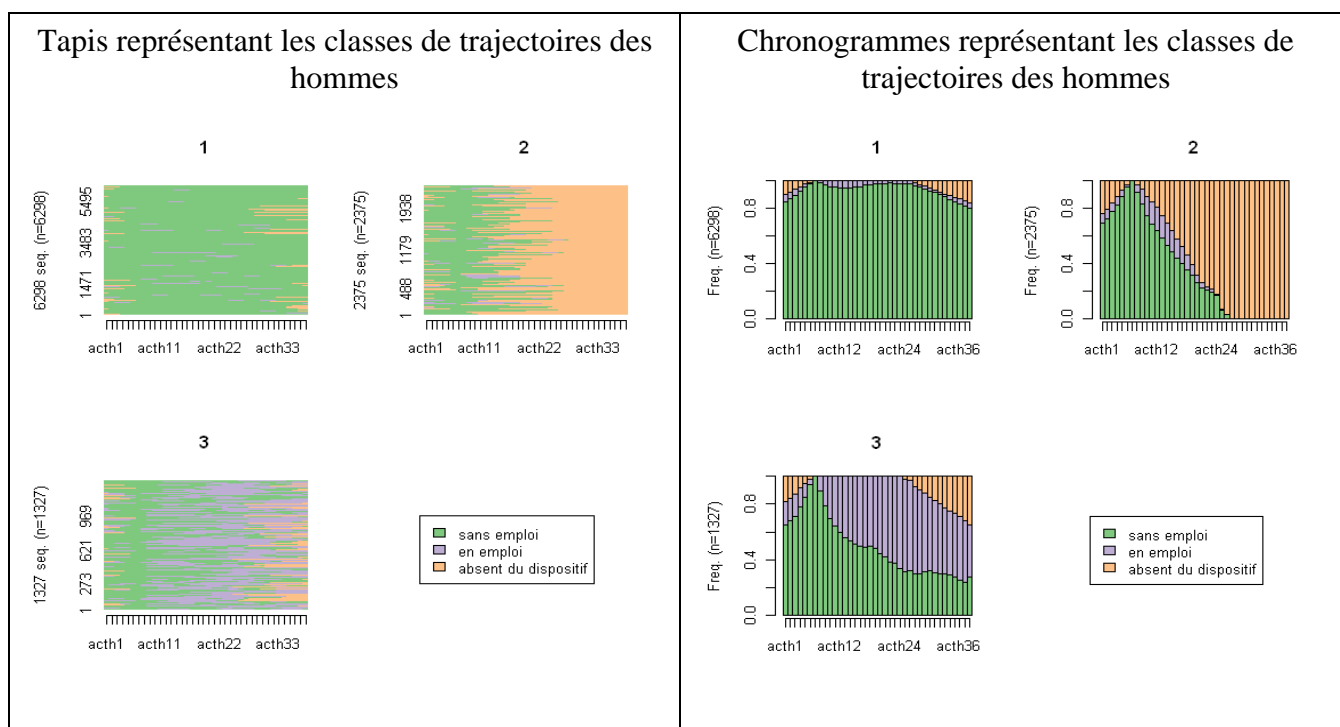 Tapis représentant les classes de trajectoires des
hommes
1
6298 seq. (n=6298)
1 1471 3483 5495
acth1 acth11 acth22 acth33
2
2375 seq. (n=2375)
1 488 1179 1938
acth1 acth11 acth22 acth33
3
1327 seq. (n=1327)
1 273 621 969
acth1 acth11 acth22 acth33
sans emploi
en emploi
absent du dispositif
Chronogrammes représentant les classes de
trajectoires des hommes
1
Freq. (n=6298)
0.0 0.4 0.8
acth1 acth12 acth24 acth36
2
Freq. (n=2375)
0.0 0.4 0.8
acth1 acth12 acth24 acth36
3
Freq. (n=1327)
0.0 0.4 0.8
acth1 acth12 acth24 acth36
sans emploi
en emploi
absent du dispositif